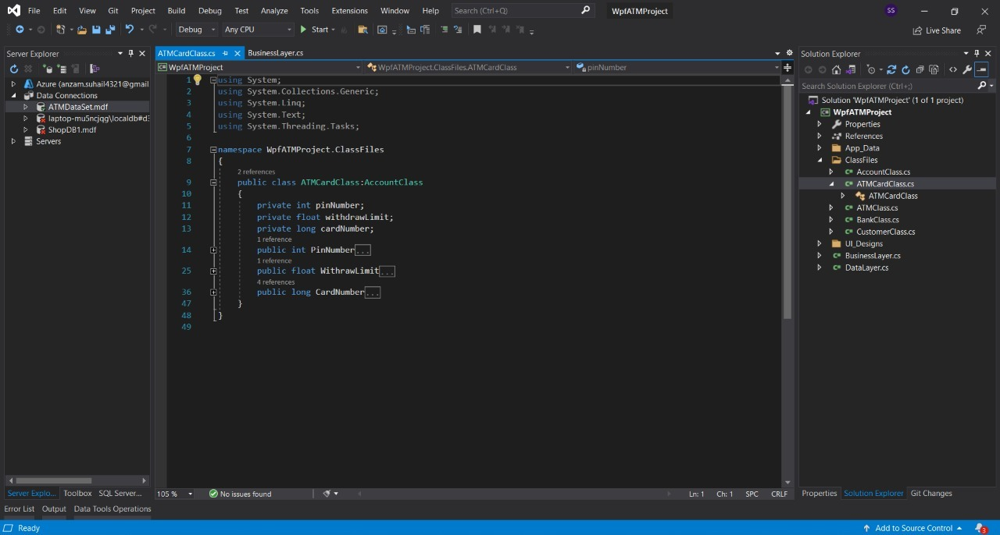 File Edit View Git Project Build Debug Test Analyze Tools Extensions Window Help Search (Ctrl+Q) WpfATMProject SS
Debug Any CPU Start Live Share
Server Explorer
Azure (anzam.suhail4321@gmail
Data Connections
ATMDataSet.mdf
laptop-mu5ncjqg\localdb#d3
ShopDB1.mdf
Servers
ATMCardClass.cs BusinessLayer.cs
WpfATMProject WpfATMProject.ClassFiles.ATMCardClass pinNumber
1 using System;
2 using System.Collections.Generic;
3 using System.Linq;
4 using System.Text;
5 using System.Threading.Tasks;
6
7 namespace WpfATMProject.ClassFiles
8 {
2 references
9 public class ATMCardClass:AccountClass
10 {
11 private int pinNumber;
12 private float withdrawLimit;
13 private long cardNumber;
1 reference
14 public int PinNumber...
1 reference
25 public float WithrawLimit...
4 references
36 public long CardNumber...
47 }
48 }
49
105 % No issues found Ln: 1 Ch: 1 SPC CRLF
Solution Explorer
Search Solution Explorer (Ctrl+;)
Solution 'WpfATMProject' (1 of 1 project)
WpfATMProject
Properties
References
App_Data
ClassFiles
AccountClass.cs
ATMCardClass.cs
ATMCardClass
ATMClass.cs
BankClass.cs
CustomerClass.cs
UI_Designs
BusinessLayer.cs
DataLayer.cs
Server Explo... Toolbox SQL Server...
Properties Solution Explorer Git Changes
Error List Output Data Tools Operations
Ready Add to Source Control 3